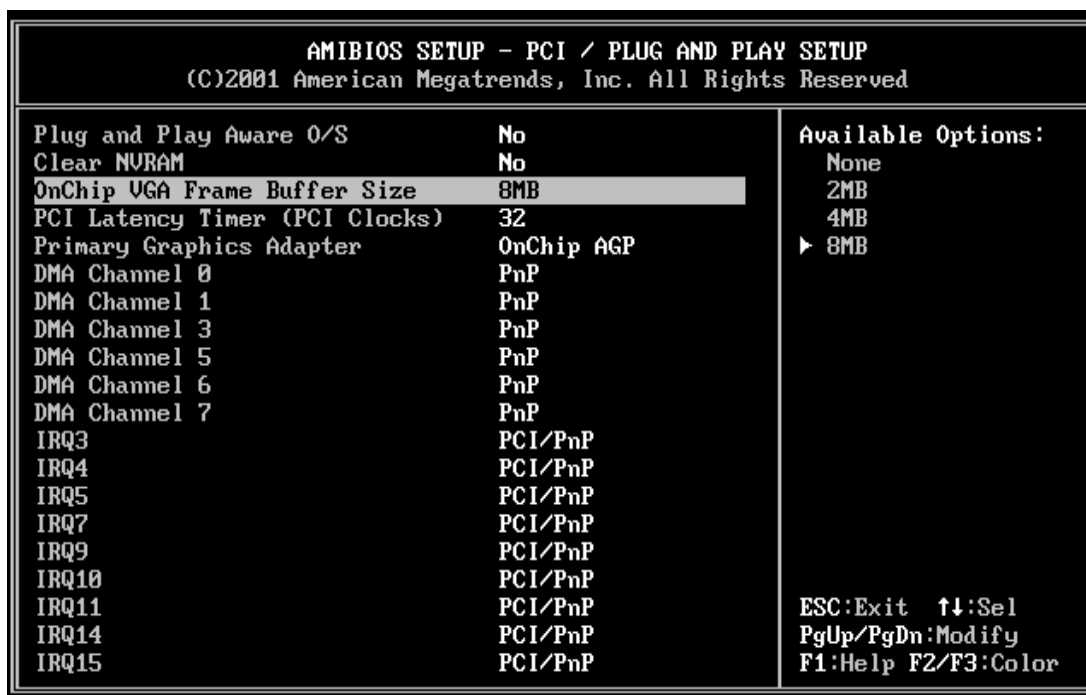 AMIBIOS SETUP – PCI / PLUG AND PLAY SETUP
(C)2001 American Megatrends, Inc. All Rights Reserved
Plug and Play Aware O/S No
Clear NVRAM No
OnChip VGA Frame Buffer Size 8MB
PCI Latency Timer (PCI Clocks) 32
Primary Graphics Adapter OnChip AGP
DMA Channel 0 PnP
DMA Channel 1 PnP
DMA Channel 3 PnP
DMA Channel 5 PnP
DMA Channel 6 PnP
DMA Channel 7 PnP
IRQ3 PCI/PnP
IRQ4 PCI/PnP
IRQ5 PCI/PnP
IRQ7 PCI/PnP
IRQ9 PCI/PnP
IRQ10 PCI/PnP
IRQ11 PCI/PnP
IRQ14 PCI/PnP
IRQ15 PCI/PnP
Available Options:
None
2MB
4MB
► 8MB
ESC:Exit ↑↓:Sel
PgUp/PgDn:Modify
F1:Help F2/F3:Color